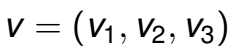 v = (v₁, v₂, v₃)